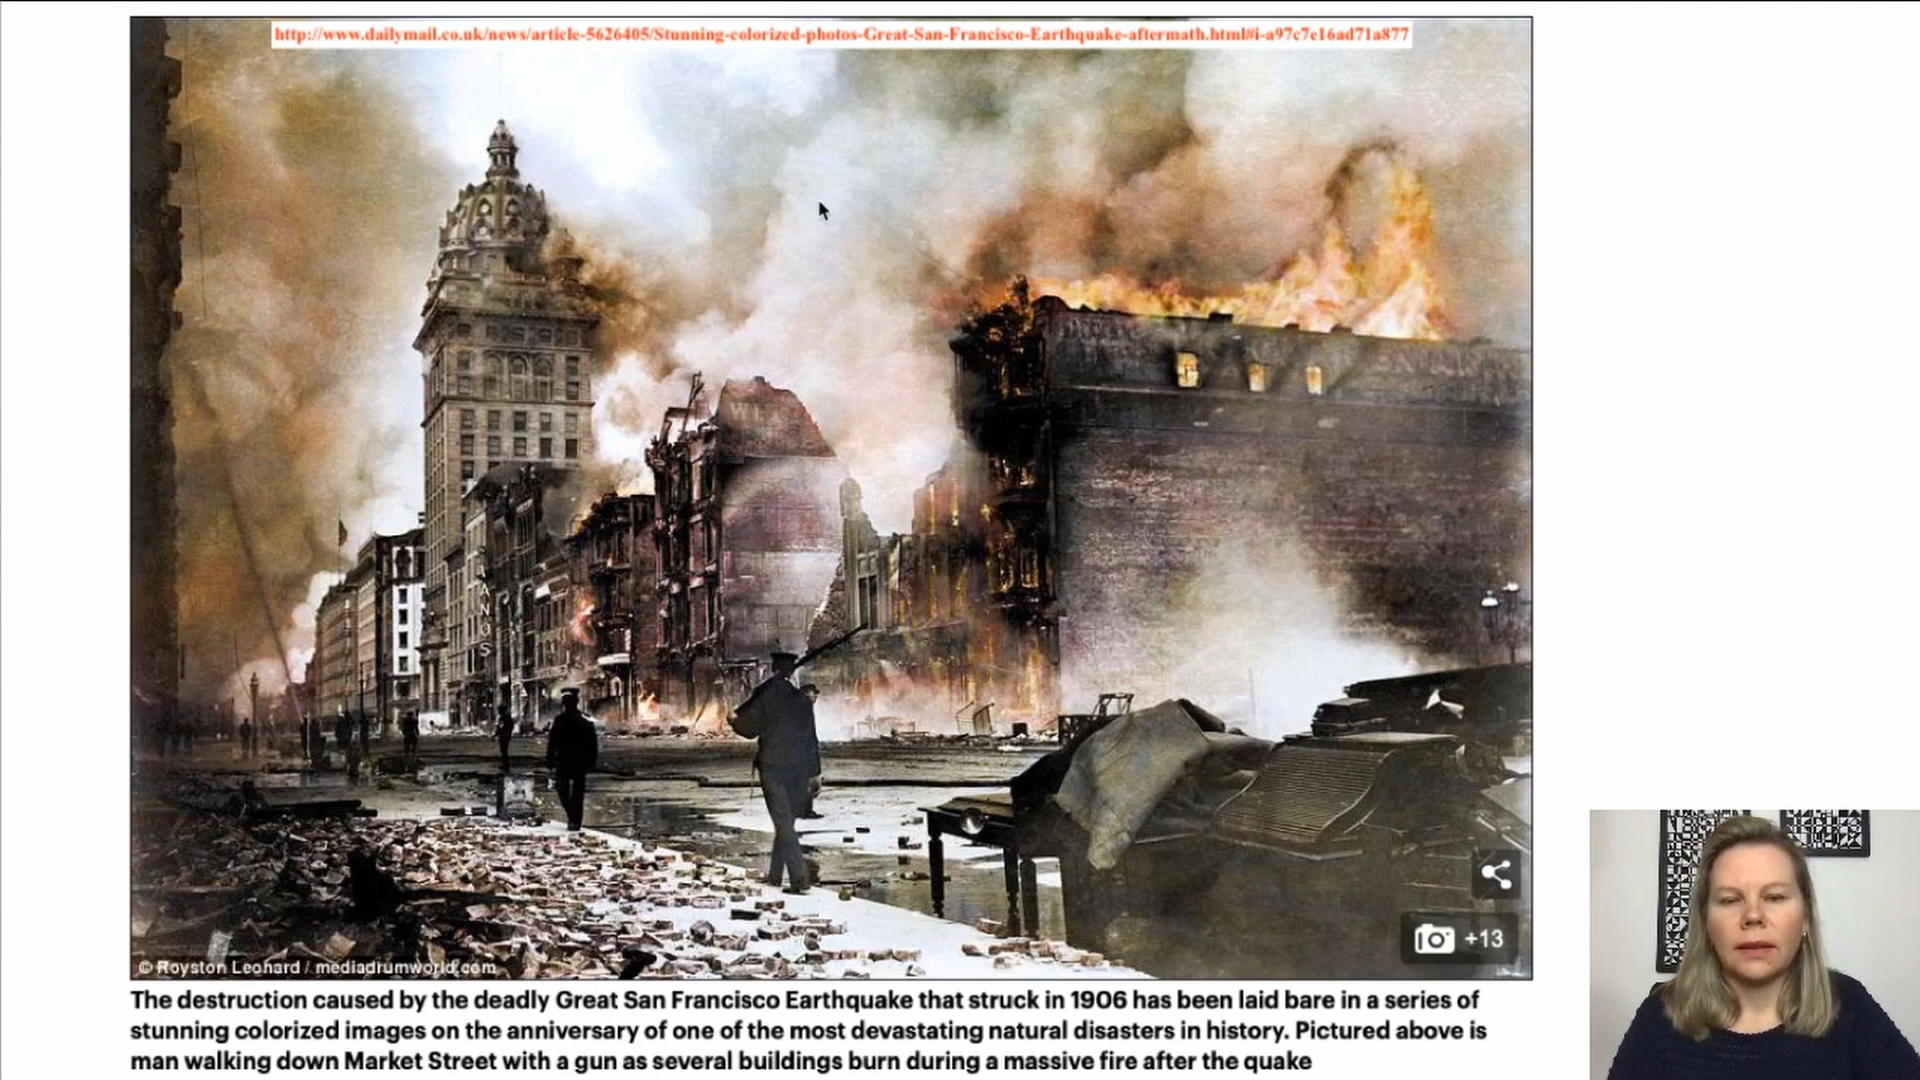 http://www.dailymail.co.uk/news/article-5626405/Stunning-colorized-photos-Great-San-Francisco-Earthquake-aftermath.html#i-a97c7e16ad71a877
W
ANOS
+13
© Royston Leonard / mediadrumworld.com
The destruction caused by the deadly Great San Francisco Earthquake that struck in 1906 has been laid bare in a series of
stunning colorized images on the anniversary of one of the most devastating natural disasters in history. Pictured above is
man walking down Market Street with a gun as several buildings burn during a massive fire after the quake